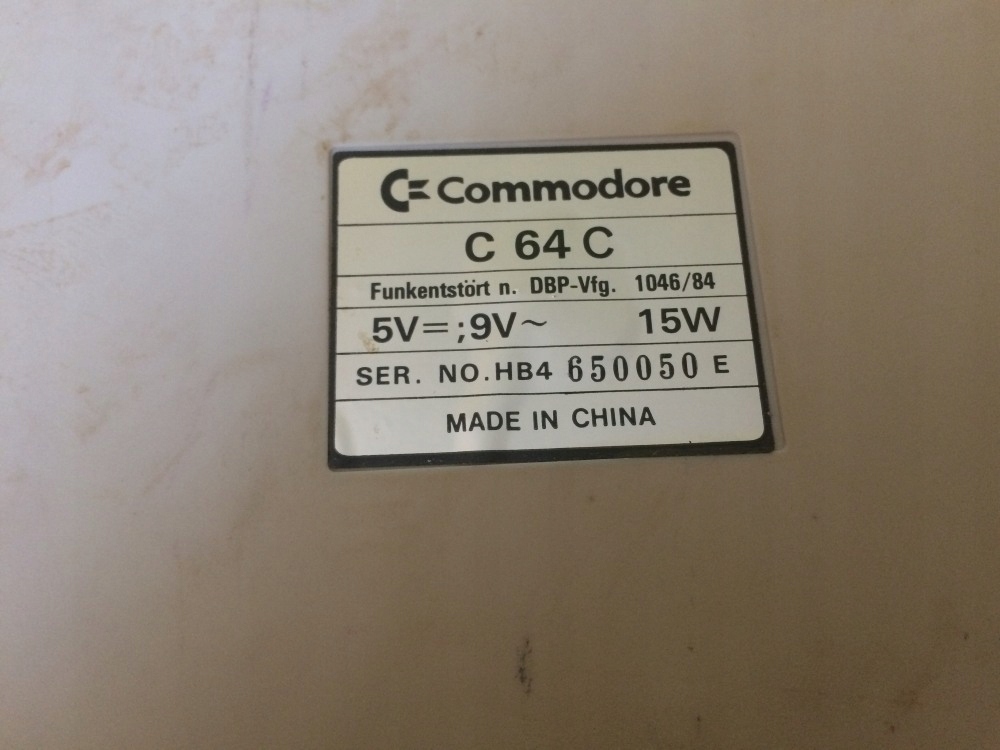 Commodore
C 64 C
Funkentstört n. DBP-Vfg. 1046/84
5V=;9V~ 15W
SER. NO.HB4 650050 E
MADE IN CHINA